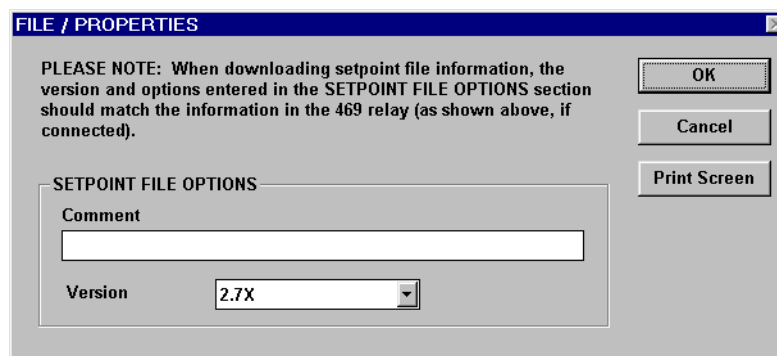 FILE / PROPERTIES
PLEASE NOTE: When downloading setpoint file information, the
version and options entered in the SETPOINT FILE OPTIONS section
should match the information in the 469 relay (as shown above, if
connected).
OK
Cancel
Print Screen
SETPOINT FILE OPTIONS
Comment
Version
2.7X